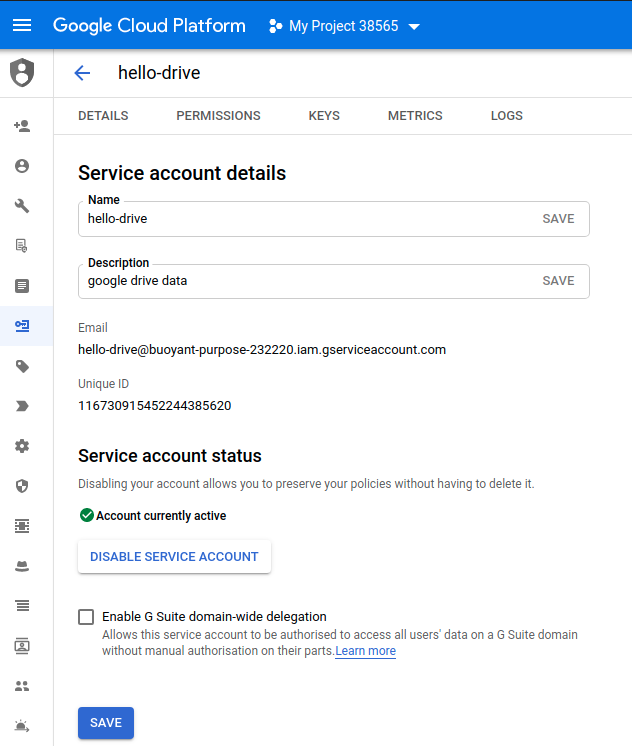 Google Cloud Platform My Project 38565
hello-drive
DETAILS PERMISSIONS KEYS METRICS LOGS
Service account details
Name
hello-drive SAVE
Description
google drive data SAVE
Email
hello-drive@buoyant-purpose-232220.iam.gserviceaccount.com
Unique ID
116730915452244385620
Service account status
Disabling your account allows you to preserve your policies without having to delete it.
Account currently active
DISABLE SERVICE ACCOUNT
Enable G Suite domain-wide delegation
Allows this service account to be authorised to access all users' data on a G Suite domain
without manual authorisation on their parts.Learn more
SAVE